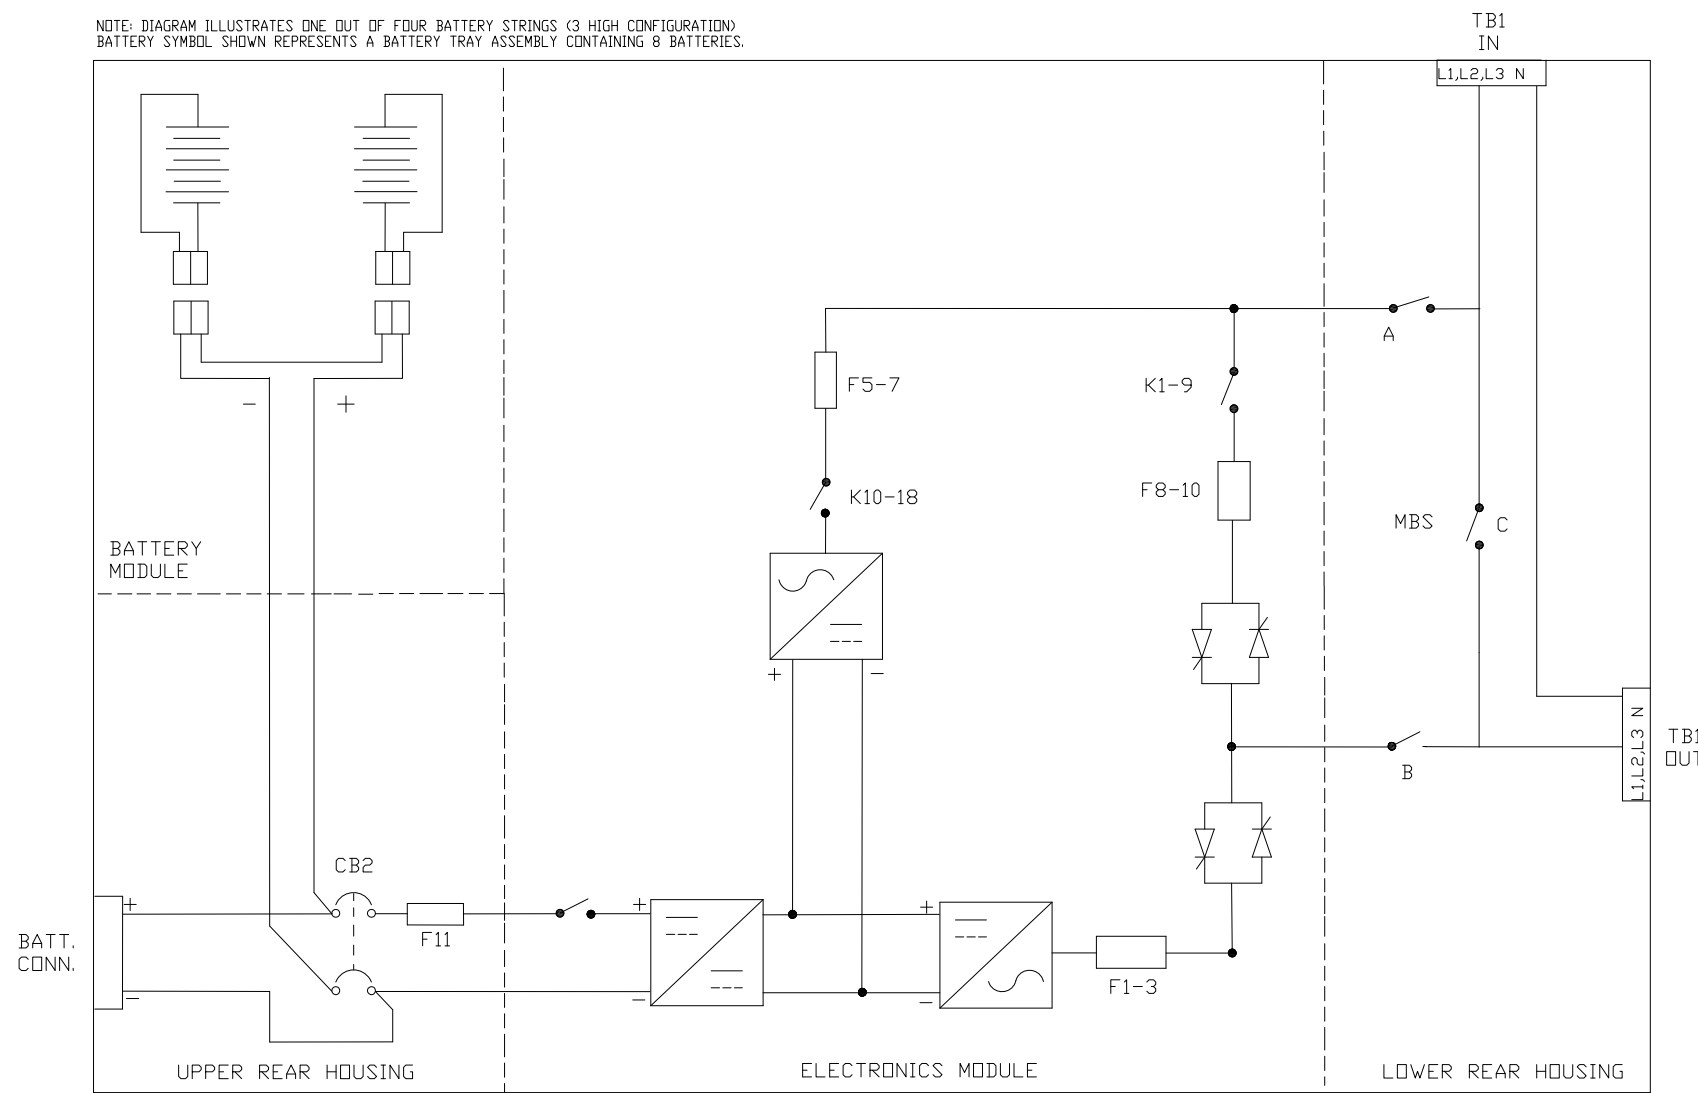 NOTE: DIAGRAM ILLUSTRATES ONE OUT OF FOUR BATTERY STRINGS (3 HIGH CONFIGURATION)
BATTERY SYMBOL SHOWN REPRESENTS A BATTERY TRAY ASSEMBLY CONTAINING 8 BATTERIES.
TB1
IN
L1,L2,L3 N
A
F5-7
K1-9
- +
F8-10
K10-18
MBS C
BATTERY
MODULE
+ -
L1,L2,L3 N
TB1
OUT
B
CB2
+ + +
F11
BATT.
CONN.
F1-3
- - -
UPPER REAR HOUSING
ELECTRONICS MODULE
LOWER REAR HOUSING